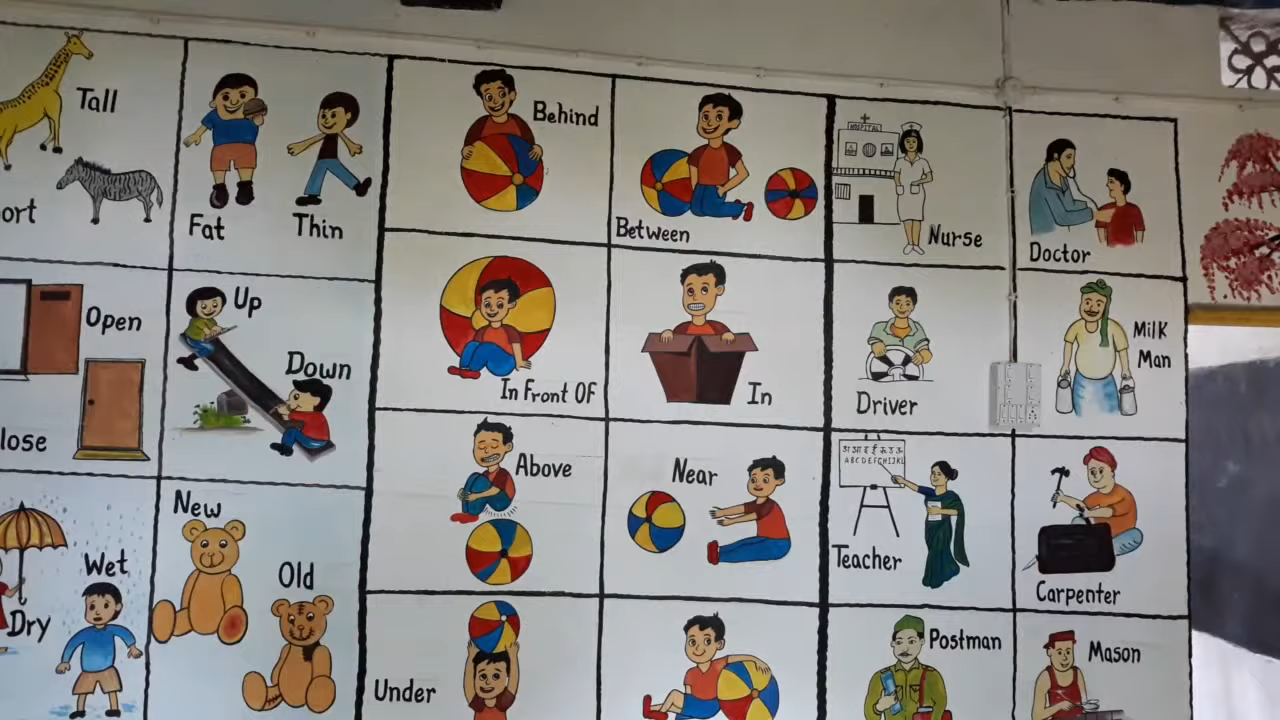 Tall
ort
Fat
Thin
Behind
Between
HOSPITAL
Nurse
Doctor
Open
lose
Up
Down
In Front OF
In
Driver
Milk
Man
Wet
Dry
New
Old
Above
Near
अ आ इ ई उ ऊ
A B C D E F G H I J K L
Teacher
Carpenter
Under
Postman
Mason